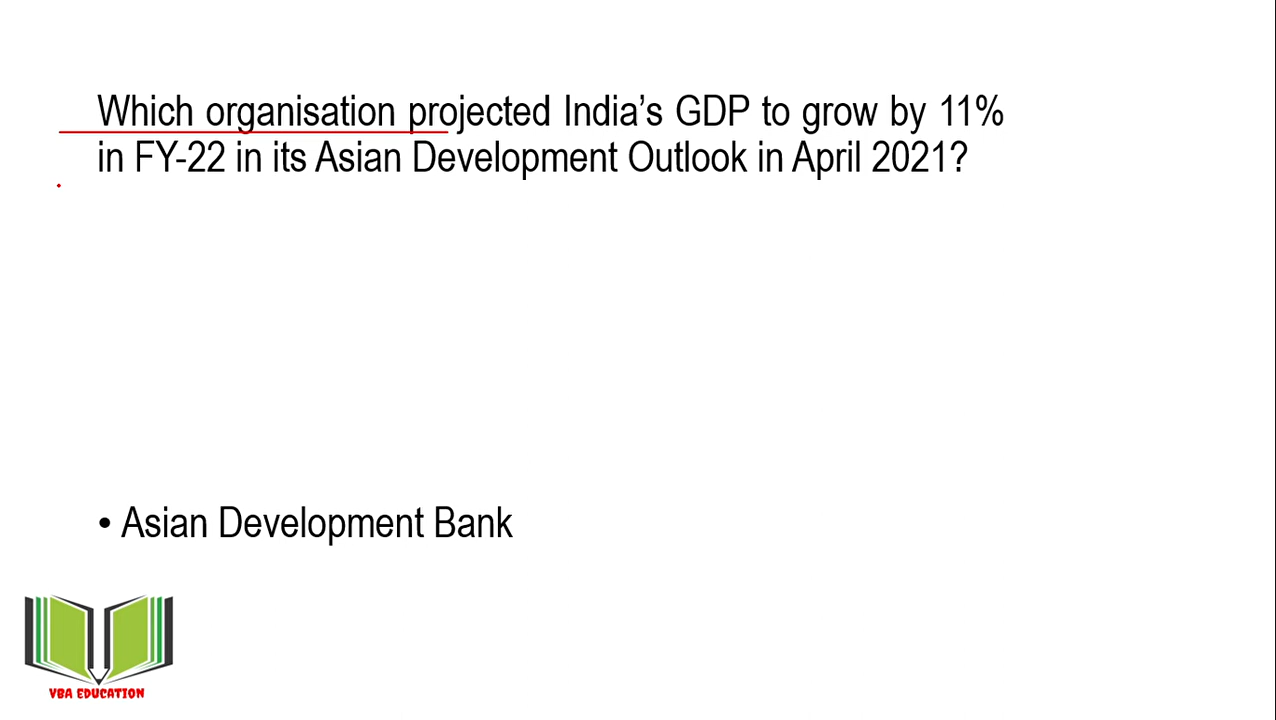 Which organisation projected India’s GDP to grow by 11%
in FY-22 in its Asian Development Outlook in April 2021?
• Asian Development Bank
VBA EDUCATION